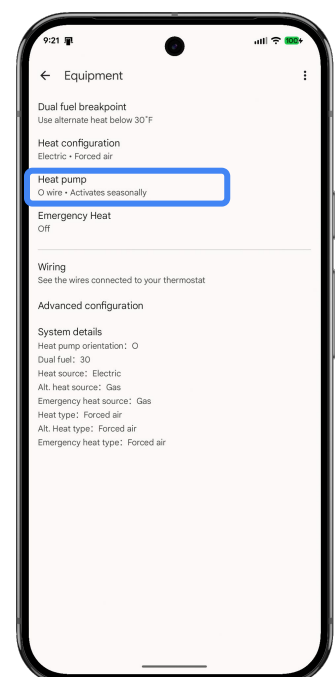 9:21
100
Equipment
Dual fuel breakpoint
Use alternate heat below 30°F
Heat configuration
Electric • Forced air
Heat pump
O wire • Activates seasonally
Emergency Heat
Off
Wiring
See the wires connected to your thermostat
Advanced configuration
System details
Heat pump orientation: O
Dual fuel: 30
Heat source: Electric
Alt. heat source: Gas
Emergency heat source: Gas
Heat type: Forced air
Alt. Heat type: Forced air
Emergency heat type: Forced air